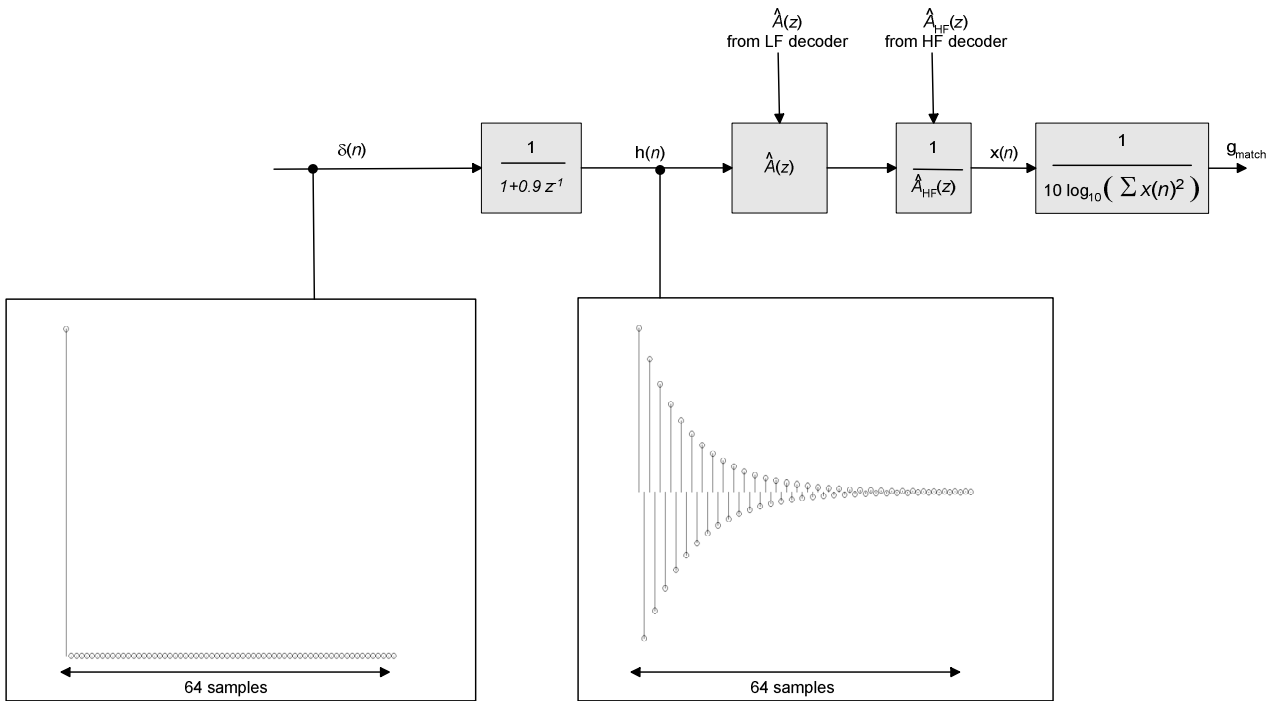 Â(z)
from LF decoder
Â_HF(z)
from HF decoder
δ(n)
1
1+0.9 z⁻¹
h(n)
Â(z)
1
Â_HF(z)
x(n)
1
10 log₁₀( ∑ x(n)² )
g_match
64 samples
64 samples